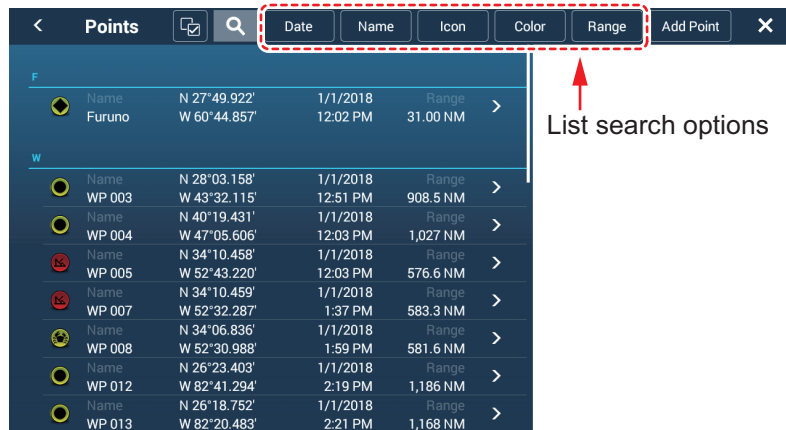 Points Date Name Icon Color Range Add Point
F
Name N 27°49.922' 1/1/2018 Range
Furuno W 60°44.857' 12:02 PM 31.00 NM
List search options
W
Name N 28°03.158' 1/1/2018 Range
WP 003 W 43°32.115' 12:51 PM 908.5 NM
Name N 40°19.431' 1/1/2018 Range
WP 004 W 47°05.606' 12:03 PM 1,027 NM
Name N 34°10.458' 1/1/2018 Range
WP 005 W 52°43.220' 12:03 PM 576.6 NM
Name N 34°10.459' 1/1/2018 Range
WP 007 W 52°32.287' 1:37 PM 583.3 NM
Name N 34°06.836' 1/1/2018 Range
WP 008 W 52°30.988' 1:59 PM 581.6 NM
Name N 26°23.403' 1/1/2018 Range
WP 012 W 82°41.294' 2:19 PM 1,186 NM
Name N 26°18.752' 1/1/2018 Range
WP 013 W 82°20.483' 2:21 PM 1,168 NM